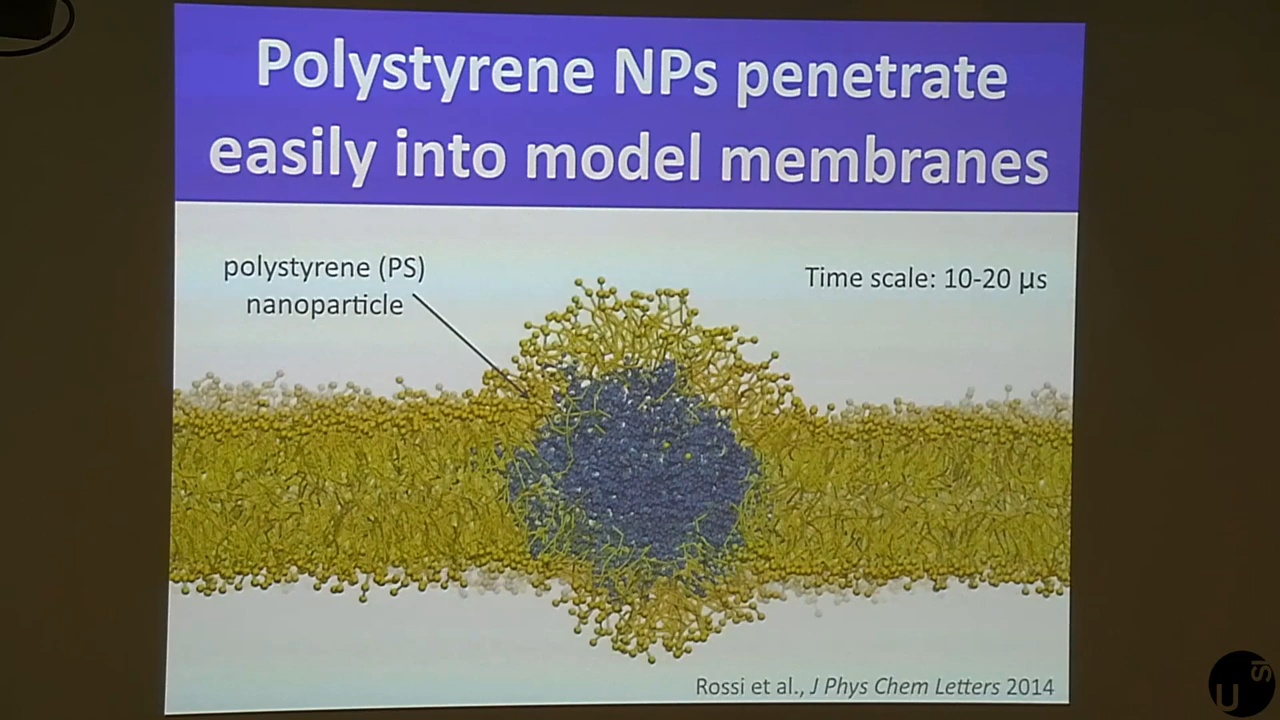 Polystyrene NPs penetrate
easily into model membranes
polystyrene (PS)
nanoparticle
Time scale: 10-20 µs
Rossi et al., J Phys Chem Letters 2014
U SI